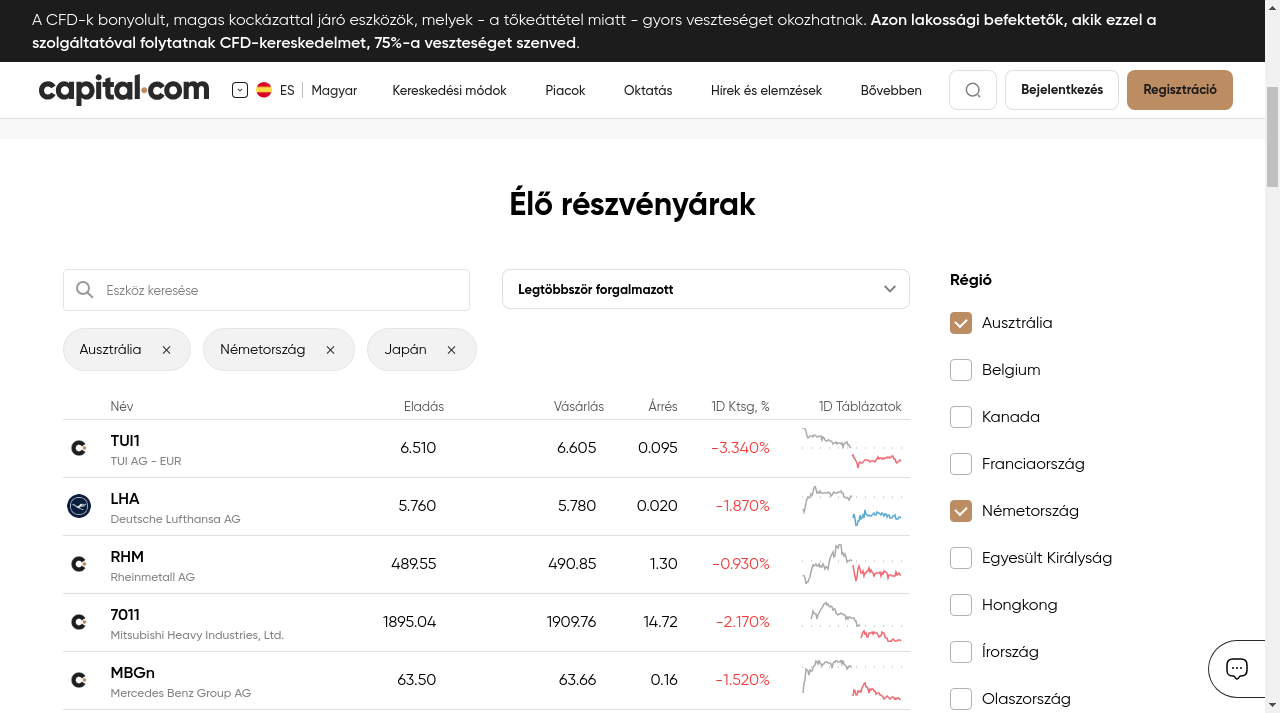 A CFD-k bonyolult, magas kockázattal járó eszközök, melyek - a tőkeáttétel miatt - gyors veszteséget okozhatnak. Azon lakossági befektetők, akik ezzel a
szolgáltatóval folytatnak CFD-kereskedelmet, 75%-a veszteséget szenved.
capital.com
ES
Magyar
Kereskedési módok
Piacok
Oktatás
Hírek és elemzések
Bővebben
Bejelentkezés
Regisztráció
Élő részvényárak
Eszköz keresése
Legtöbbször forgalmazott
Ausztrália
Németország
Japán
Név Eladás Vásárlás Árrés 1D Ktsg, % 1D Táblázatok
TUI1 6.510 6.605 0.095 -3.340%
TUI AG - EUR
LHA 5.760 5.780 0.020 -1.870%
Deutsche Lufthansa AG
RHM 489.55 490.85 1.30 -0.930%
Rheinmetall AG
7011 1895.04 1909.76 14.72 -2.170%
Mitsubishi Heavy Industries, Ltd.
MBGn 63.50 63.66 0.16 -1.520%
Mercedes Benz Group AG
Régió
Ausztrália
Belgium
Kanada
Franciaország
Németország
Egyesült Királyság
Hongkong
Írország
Olaszország